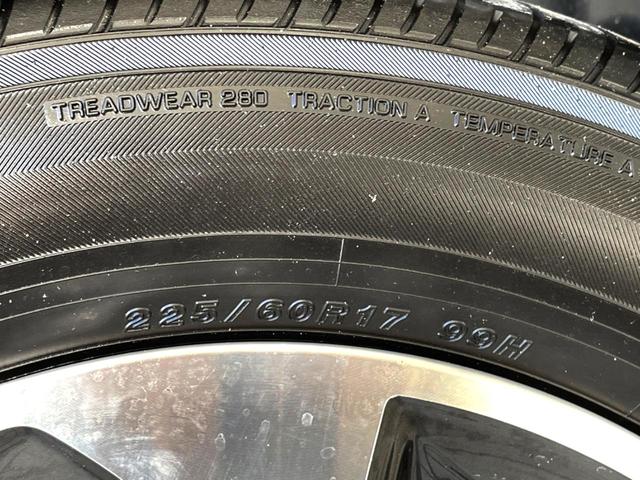 TREADWEAR 280 TRACTION A TEMPERATURE A
225/60R17 99H